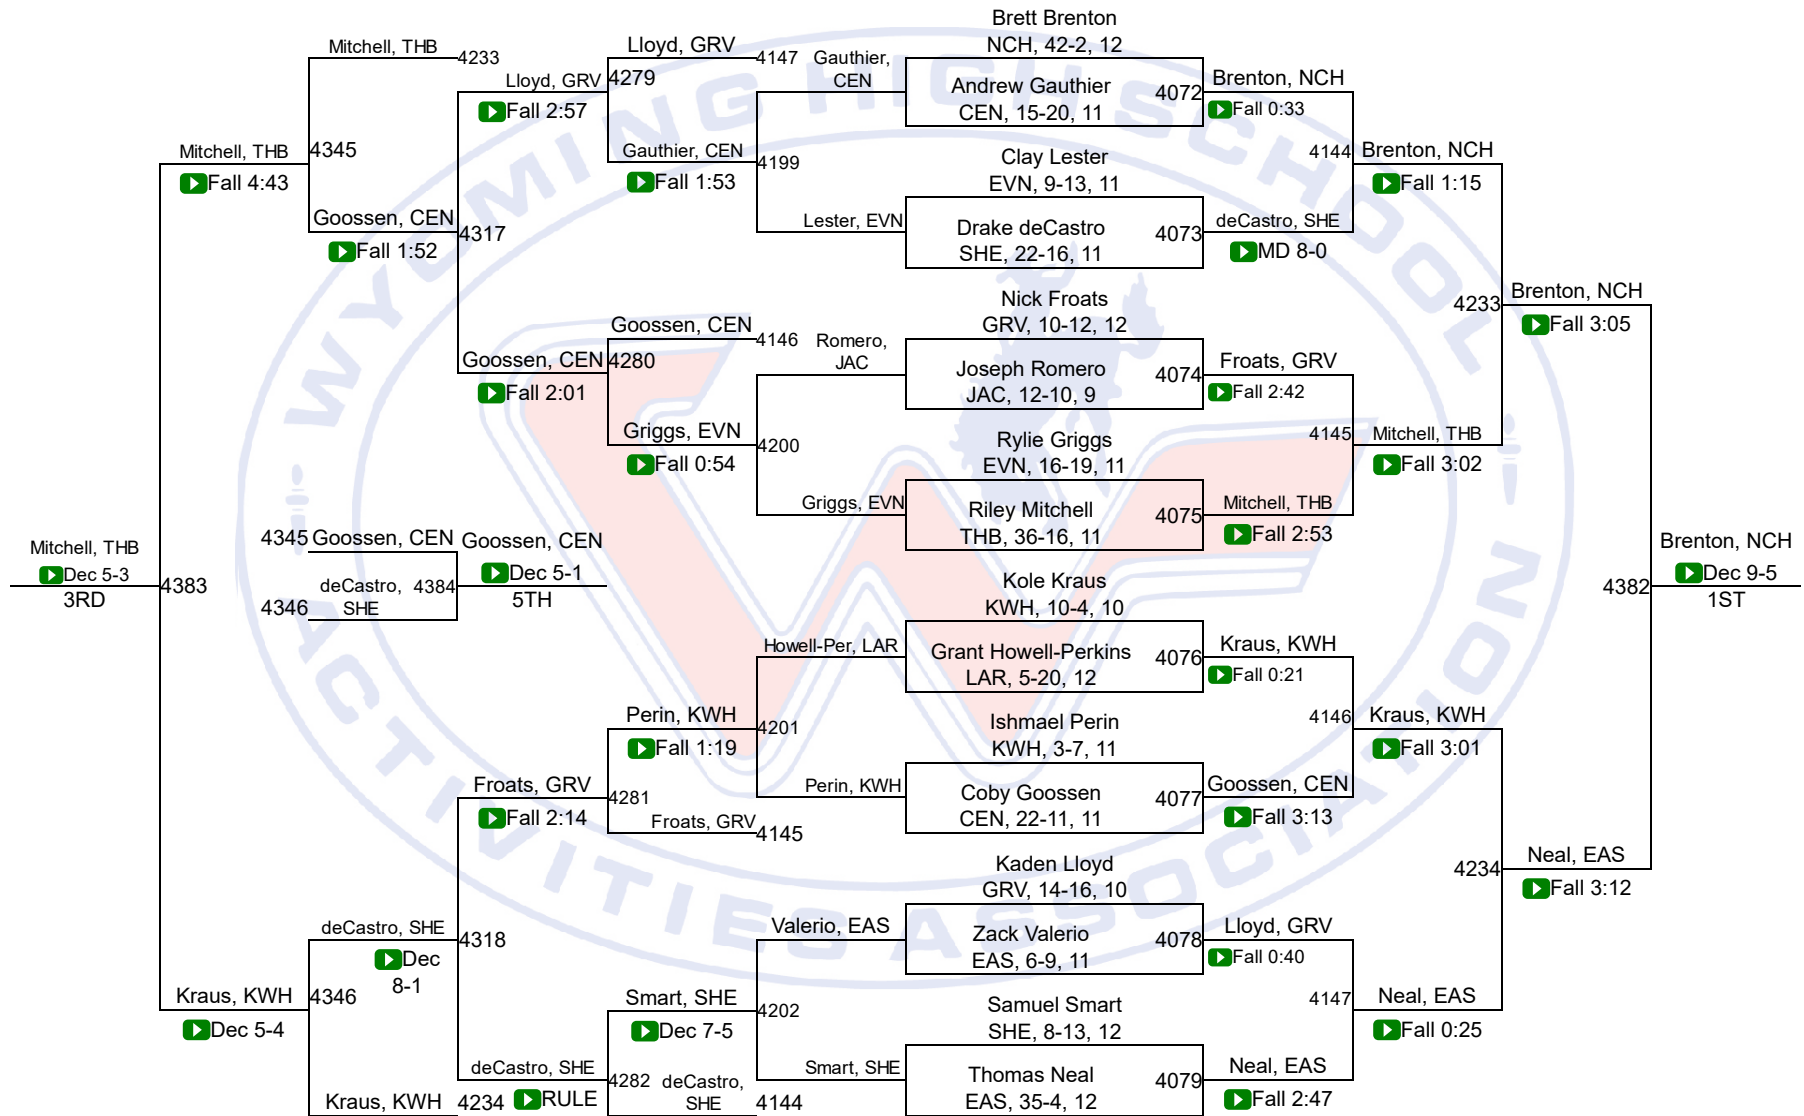 Brett Brenton
NCH, 42-2, 12
Mitchell, THB
4233
Lloyd, GRV
4147
Gauthier,
CEN
Lloyd, GRV
4279
Fall 2:57
Andrew Gauthier
CEN, 15-20, 11
4072
Brenton, NCH
Fall 0:33
Mitchell, THB
Fall 4:43
4345
Gauthier, CEN
Fall 1:53
4199
Clay Lester
EVN, 9-13, 11
4144
Brenton, NCH
Fall 1:15
Goossen, CEN
Fall 1:52
4317
Lester, EVN
Drake deCastro
SHE, 22-16, 11
4073
deCastro, SHE
MD 8-0
Nick Froats
GRV, 10-12, 12
4233
Brenton, NCH
Fall 3:05
Goossen, CEN
4146
Romero,
JAC
Goossen, CEN
4280
Fall 2:01
Joseph Romero
JAC, 12-10, 9
4074
Froats, GRV
Fall 2:42
Griggs, EVN
Fall 0:54
4200
Rylie Griggs
EVN, 16-19, 11
4145
Mitchell, THB
Fall 3:02
Griggs, EVN
Riley Mitchell
THB, 36-16, 11
4075
Mitchell, THB
Fall 2:53
Mitchell, THB
Dec 5-3
3RD
4383
4345
Goossen, CEN
deCastro,
SHE
4346
4384
Goossen, CEN
Dec 5-1
5TH
Kole Kraus
KWH, 10-4, 10
4382
Brenton, NCH
Dec 9-5
1ST
Howell-Per, LAR
Grant Howell-Perkins
LAR, 5-20, 12
4076
Kraus, KWH
Fall 0:21
Perin, KWH
Fall 1:19
4201
Ishmael Perin
KWH, 3-7, 11
4146
Kraus, KWH
Fall 3:01
Froats, GRV
Fall 2:14
4281
Froats, GRV
4145
Perin, KWH
Coby Goossen
CEN, 22-11, 11
4077
Goossen, CEN
Fall 3:13
Kaden Lloyd
GRV, 14-16, 10
4234
Neal, EAS
Fall 3:12
deCastro, SHE
Dec
8-1
4318
Valerio, EAS
Zack Valerio
EAS, 6-9, 11
4078
Lloyd, GRV
Fall 0:40
Kraus, KWH
Dec 5-4
4346
Smart, SHE
Dec 7-5
4202
Samuel Smart
SHE, 8-13, 12
4147
Neal, EAS
Fall 0:25
deCastro, SHE
RULE
4282
deCastro,
SHE
4144
Smart, SHE
Thomas Neal
EAS, 35-4, 12
4079
Neal, EAS
Fall 2:47
Kraus, KWH
4234
WYOMING HIGH SCHOOL
ACTIVITIES ASSOCIATION